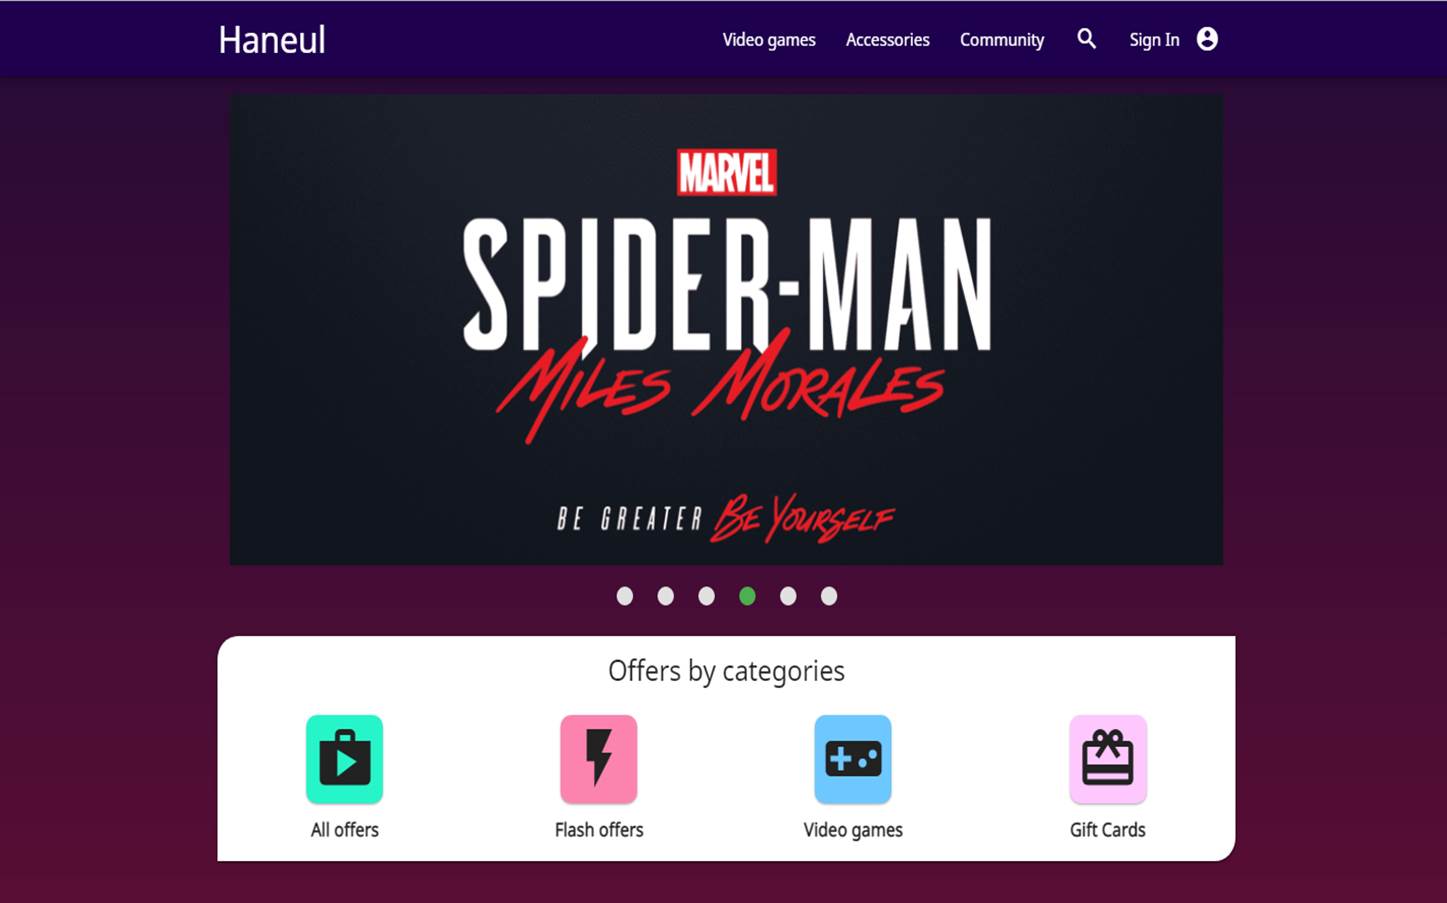 Haneul
Video games
Accessories
Community
Sign In
MARVEL
SPIDER-MAN
MILES MORALES
BE GREATER BE YOURSELF
Offers by categories
All offers
Flash offers
Video games
Gift Cards